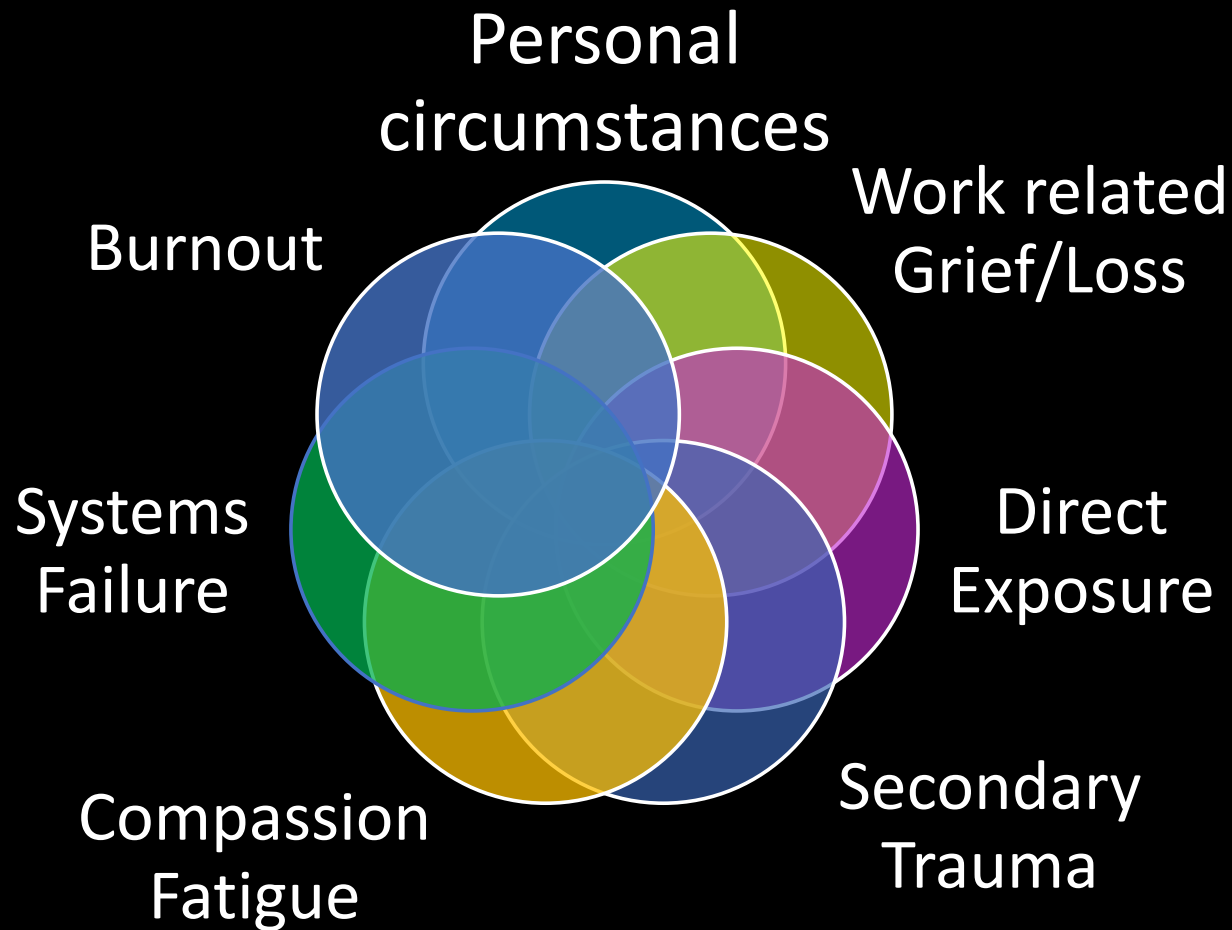 Personal
circumstances
Work related
Grief/Loss
Burnout
Systems
Failure
Direct
Exposure
Compassion
Fatigue
Secondary
Trauma